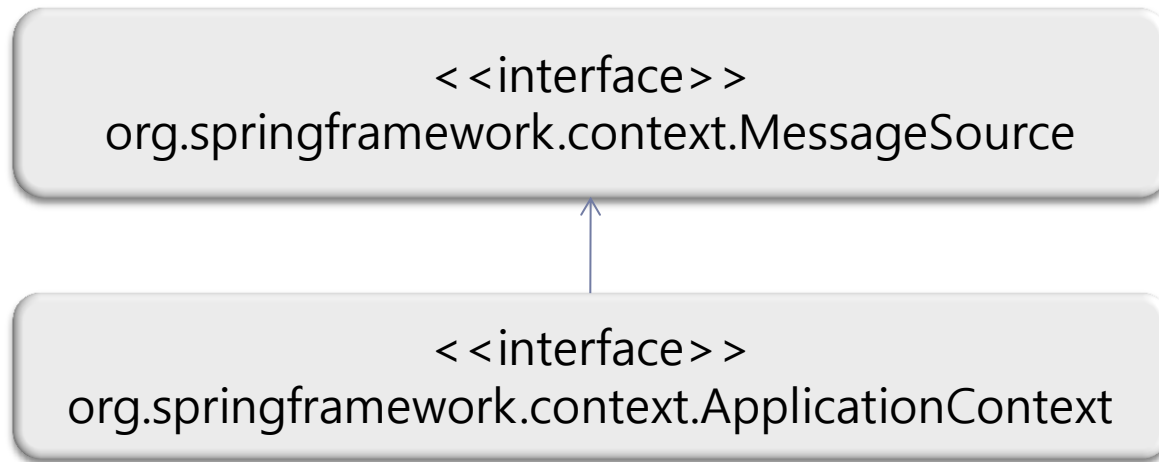 <<interface>>
org.springframework.context.MessageSource
<<interface>>
org.springframework.context.ApplicationContext